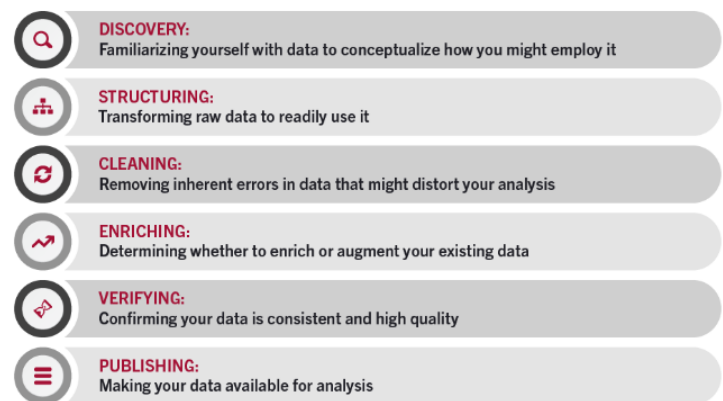 DISCOVERY:
Familiarizing yourself with data to conceptualize how you might employ it
STRUCTURING:
Transforming raw data to readily use it
CLEANING:
Removing inherent errors in data that might distort your analysis
ENRICHING:
Determining whether to enrich or augment your existing data
VERIFYING:
Confirming your data is consistent and high quality
PUBLISHING:
Making your data available for analysis